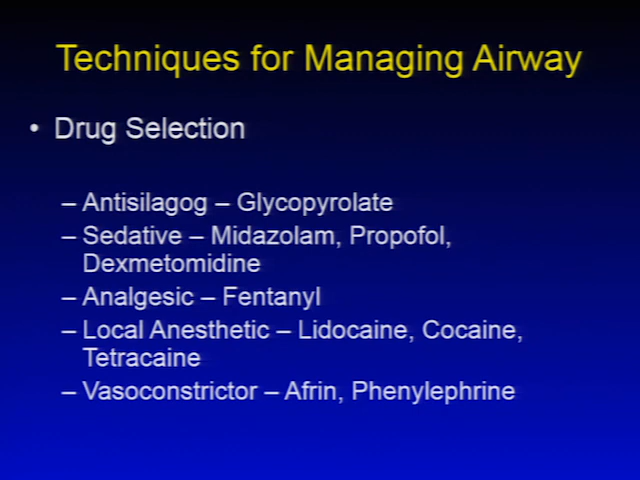 Techniques for Managing Airway
• Drug Selection
– Antisilagog – Glycopyrolate
– Sedative – Midazolam, Propofol,
Dexmetomidine
– Analgesic – Fentanyl
– Local Anesthetic – Lidocaine, Cocaine,
Tetracaine
– Vasoconstrictor – Afrin, Phenylephrine